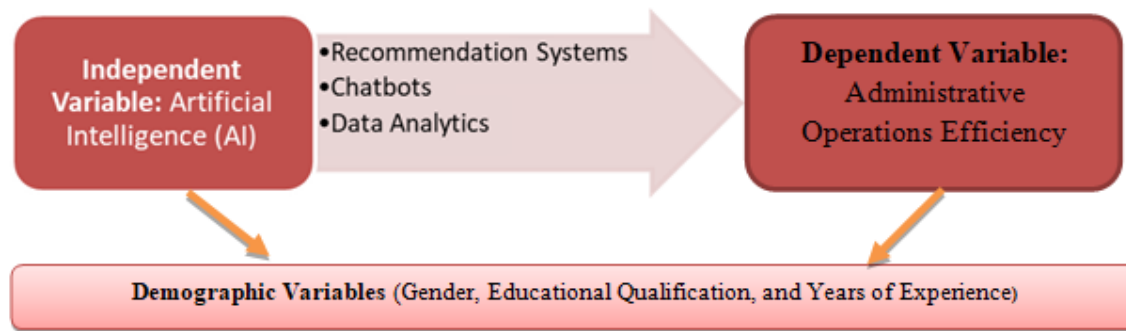 Independent
Variable: Artificial
Intelligence (AI)
•Recommendation Systems
•Chatbots
•Data Analytics
Dependent Variable:
Administrative
Operations Efficiency
Demographic Variables (Gender, Educational Qualification, and Years of Experience)